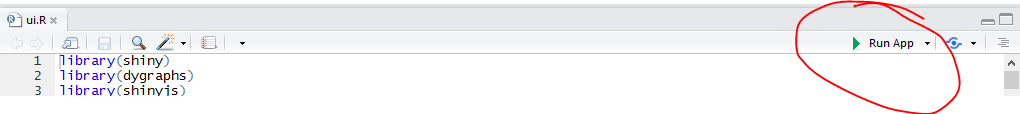 ui.R
Run App
1 library(shiny)
2 library(dygraphs)
3 library(shinyjs)